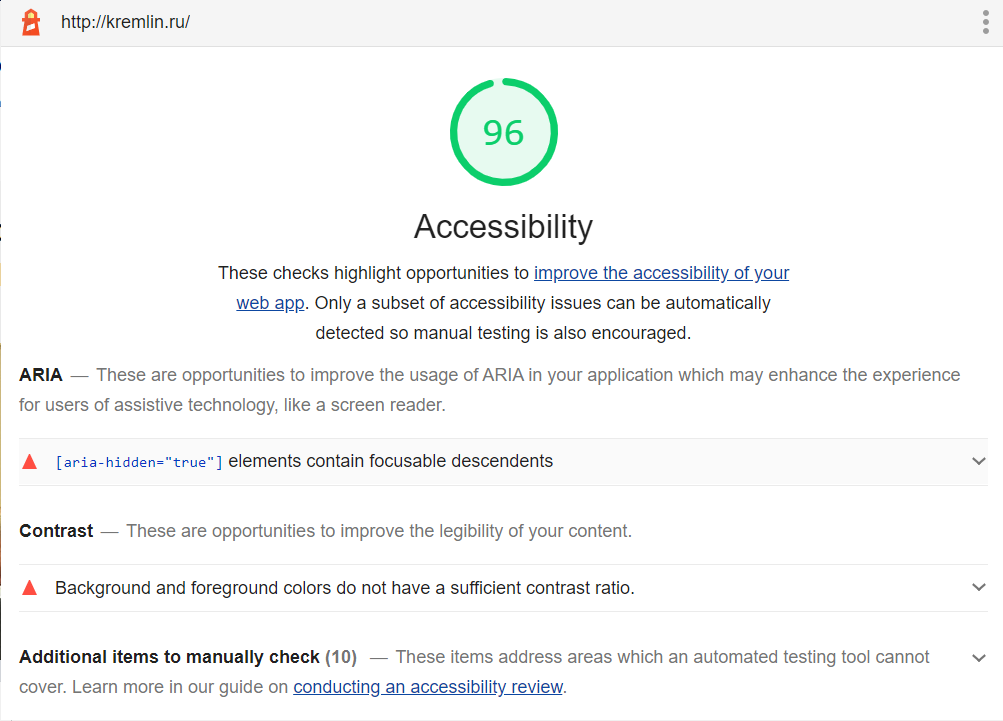 http://kremlin.ru/
96
Accessibility
These checks highlight opportunities to improve the accessibility of your
web app. Only a subset of accessibility issues can be automatically
detected so manual testing is also encouraged.
ARIA — These are opportunities to improve the usage of ARIA in your application which may enhance the experience
for users of assistive technology, like a screen reader.
[aria-hidden="true"] elements contain focusable descendents
Contrast — These are opportunities to improve the legibility of your content.
Background and foreground colors do not have a sufficient contrast ratio.
Additional items to manually check (10) — These items address areas which an automated testing tool cannot
cover. Learn more in our guide on conducting an accessibility review.